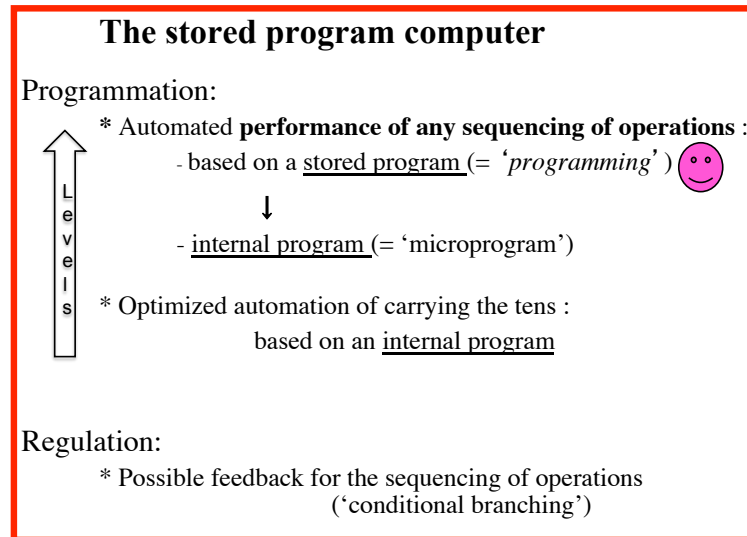 The stored program computer
Programmation:
* Automated performance of any sequencing of operations :
- based on a stored program (= ‘programming’ )
↓
- internal program (= ‘microprogram’)
* Optimized automation of carrying the tens :
based on an internal program
Levels
Regulation:
* Possible feedback for the sequencing of operations
(‘conditional branching’)